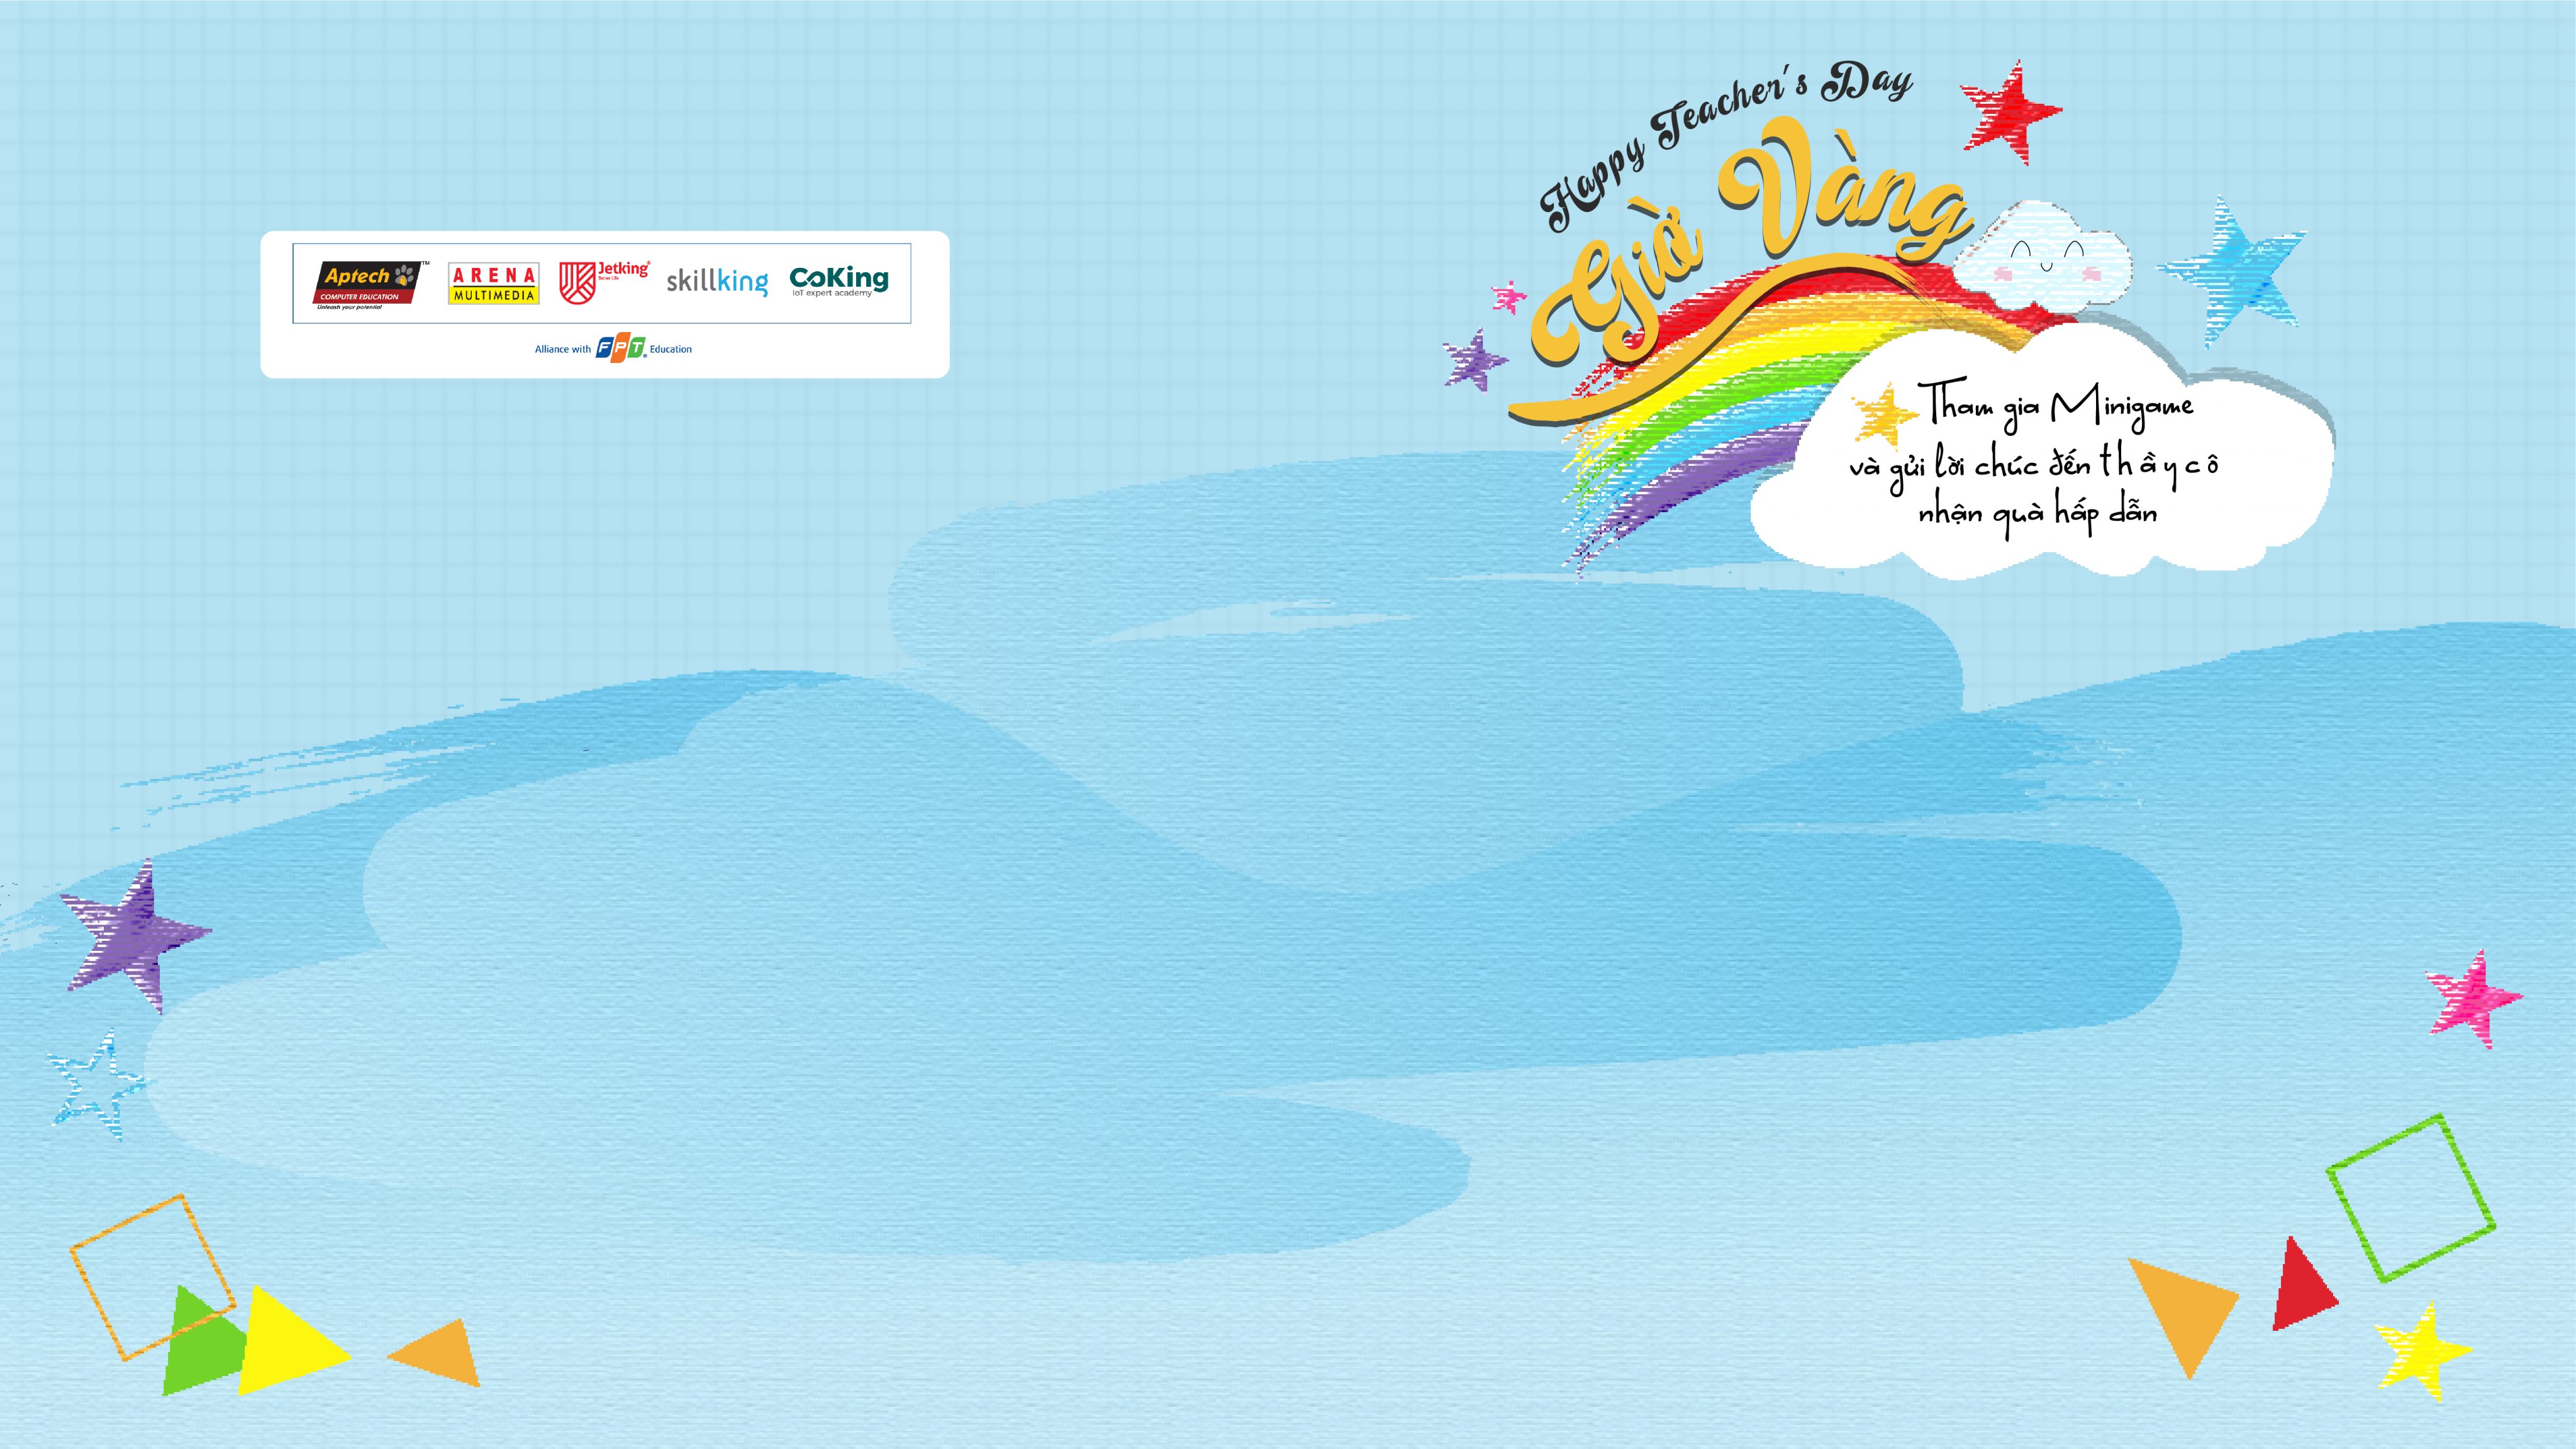 Aptech™
COMPUTER EDUCATION
Unleash your potential
ARENA
MULTIMEDIA
Jetking®
Better Life
skillking
CoKing
IoT expert academy
Alliance with FPT® Education
Happy Teacher's Day
Giờ Vàng
Tham gia Minigame
và gửi lời chúc đến thầy cô
nhận quà hấp dẫn